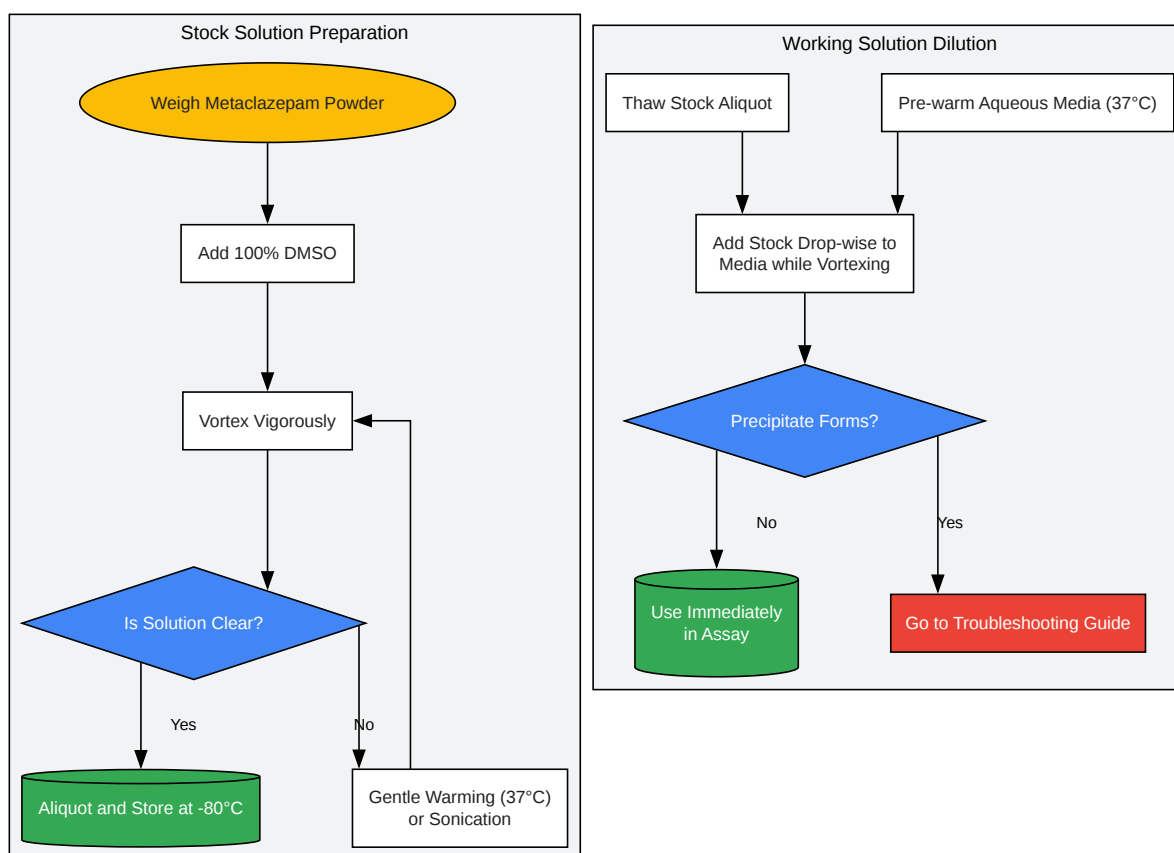 Stock Solution Preparation
Weigh Metaclazepam Powder
Add 100% DMSO
Vortex Vigorously
Is Solution Clear?
Yes
No
Aliquot and Store at -80°C
Gentle Warming (37°C)
or Sonication
Working Solution Dilution
Thaw Stock Aliquot
Pre-warm Aqueous Media (37°C)
Add Stock Drop-wise to
Media while Vortexing
Precipitate Forms?
No
Yes
Use Immediately
in Assay
Go to Troubleshooting Guide